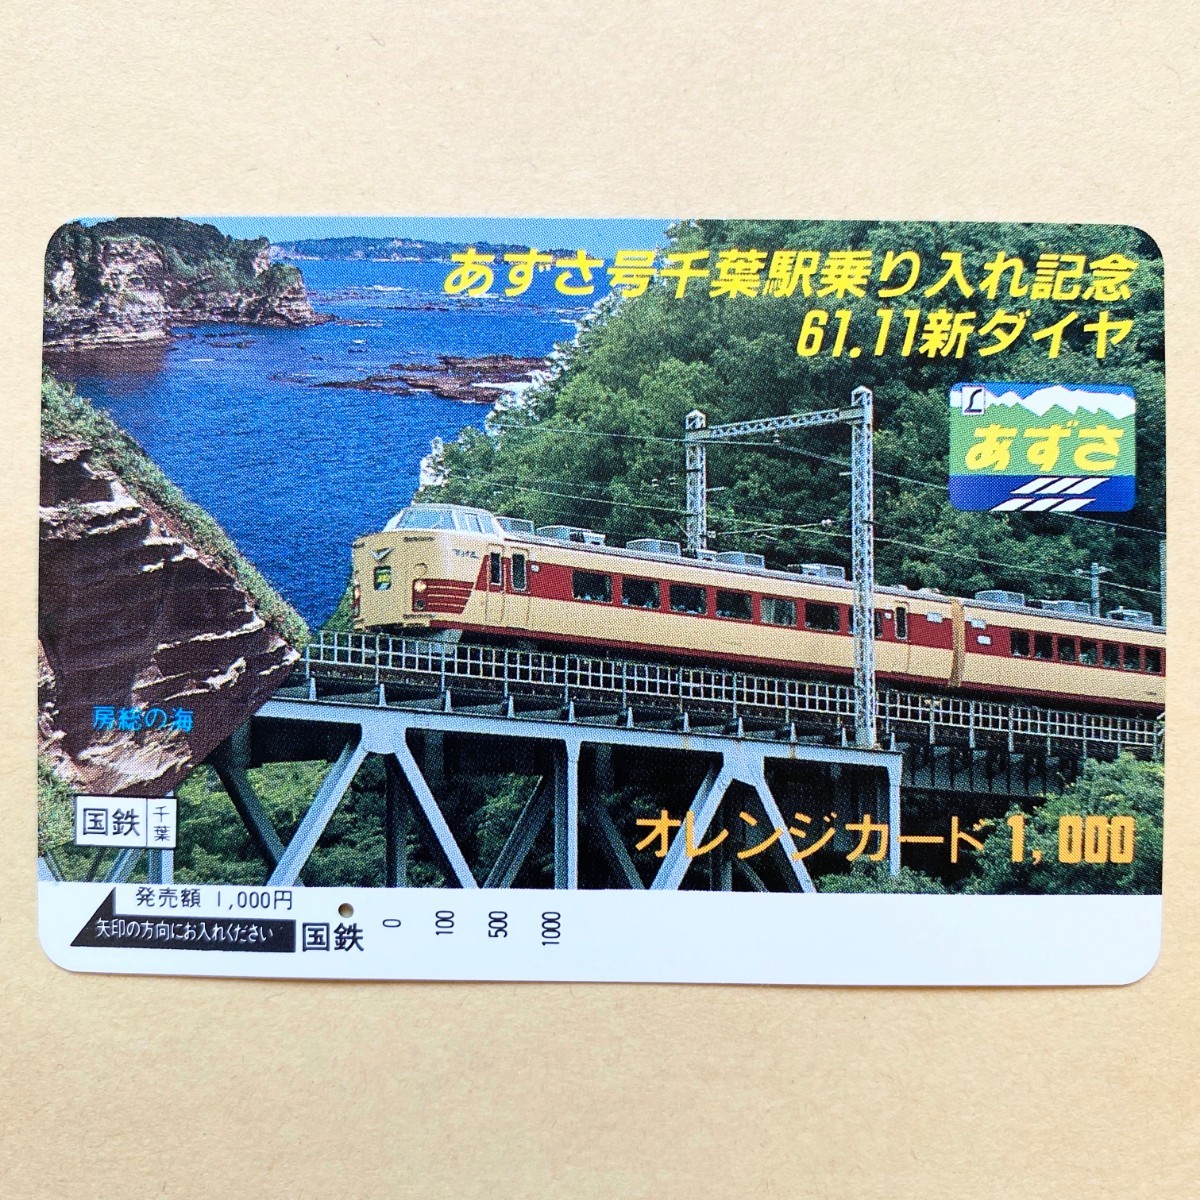 あずさ号千葉駅乗り入れ記念
61.11新ダイヤ
L
あずさ
房総の海
国鉄 千葉
オレンジカード 1,000
発売額 1,000円
矢印の方向にお入れください
国鉄 0 100 500 1000